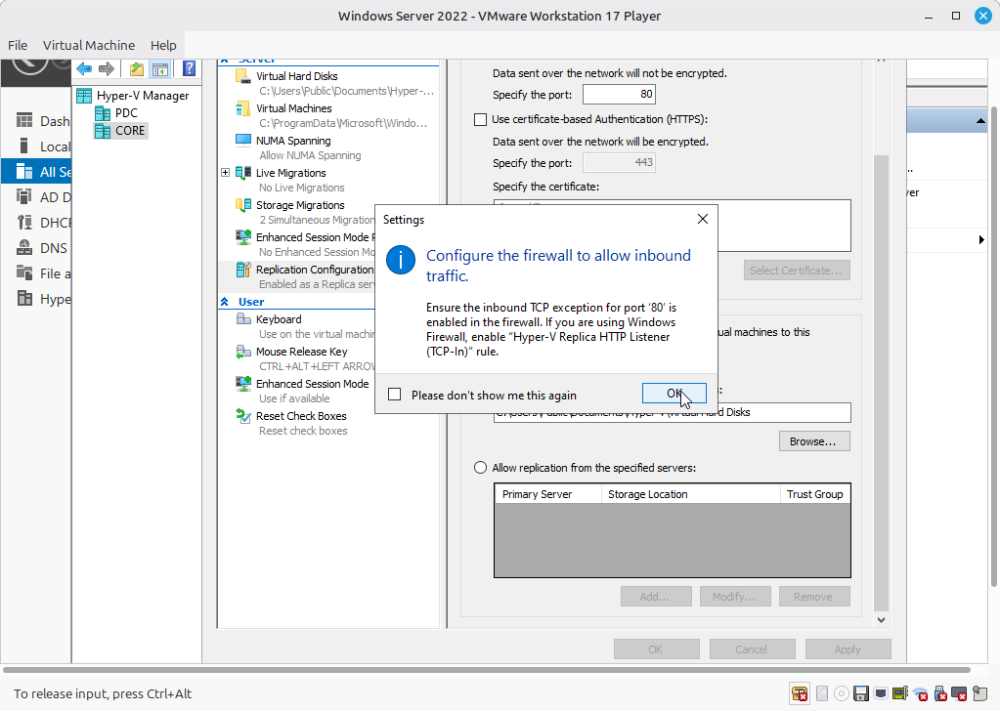 Windows Server 2022 - VMware Workstation 17 Player
File Virtual Machine Help
Dash
Local
All Se
AD D
DHCP
DNS
File a
Hype
Hyper-V Manager
PDC
CORE
Server
Virtual Hard Disks
C:\Users\Public\Documents\Hyper-...
Virtual Machines
C:\ProgramData\Microsoft\Windo...
NUMA Spanning
Allow NUMA Spanning
Live Migrations
No Live Migrations
Storage Migrations
2 Simultaneous Migration
Enhanced Session Mode P
No Enhanced Session Mo
Replication Configuration
Enabled as a Replica serv
User
Keyboard
Use on the virtual machin
Mouse Release Key
CTRL+ALT+LEFT ARROW
Enhanced Session Mode
Use if available
Reset Check Boxes
Reset check boxes
Data sent over the network will not be encrypted.
Specify the port: 80
Use certificate-based Authentication (HTTPS):
Data sent over the network will be encrypted.
Specify the port: 443
Specify the certificate:
Select Certificate...
ual machines to this
C:\Users\Public\Documents\Hyper-V\Virtual Hard Disks
Browse...
Allow replication from the specified servers:
Primary Server Storage Location Trust Group
Add... Modify... Remove
OK Cancel Apply
Settings
Configure the firewall to allow inbound
traffic.
Ensure the inbound TCP exception for port ‘80’ is
enabled in the firewall. If you are using Windows
Firewall, enable “Hyper-V Replica HTTP Listener
(TCP-In)” rule.
Please don't show me this again
OK
...
ver
To release input, press Ctrl+Alt